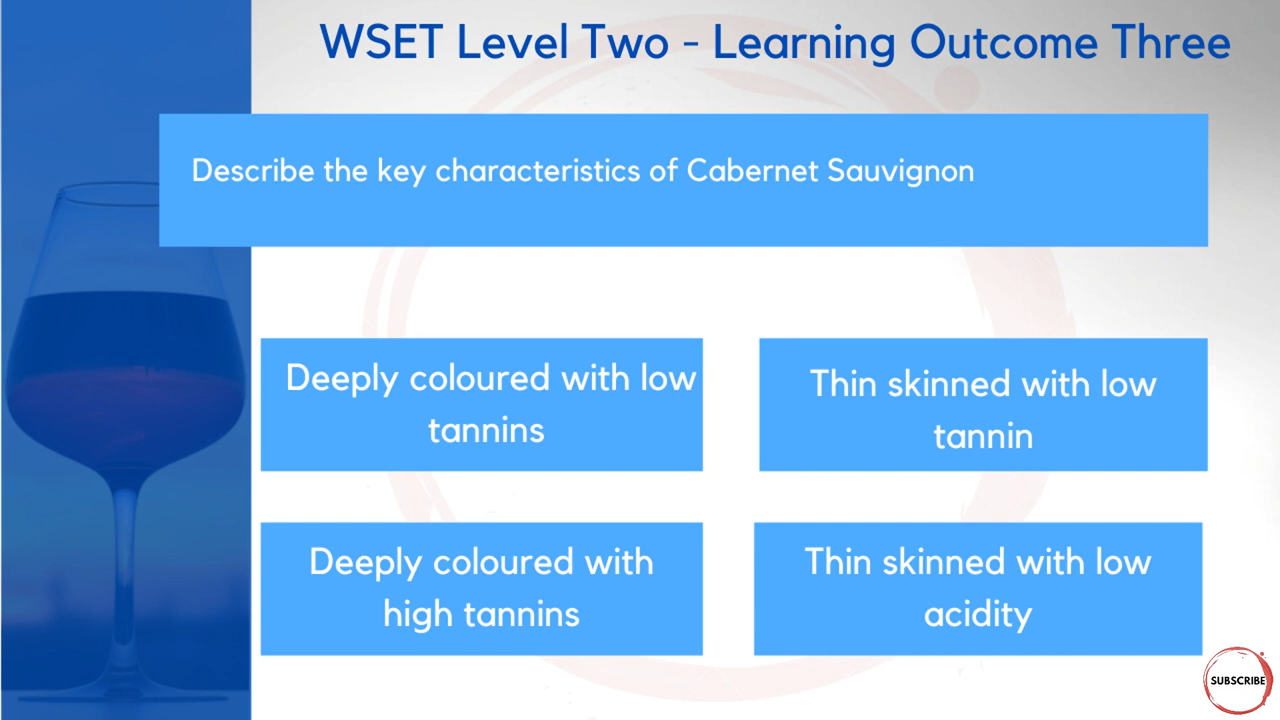 WSET Level Two - Learning Outcome Three
Describe the key characteristics of Cabernet Sauvignon
Deeply coloured with low
tannins
Thin skinned with low
tannin
Deeply coloured with
high tannins
Thin skinned with low
acidity
SUBSCRIBE